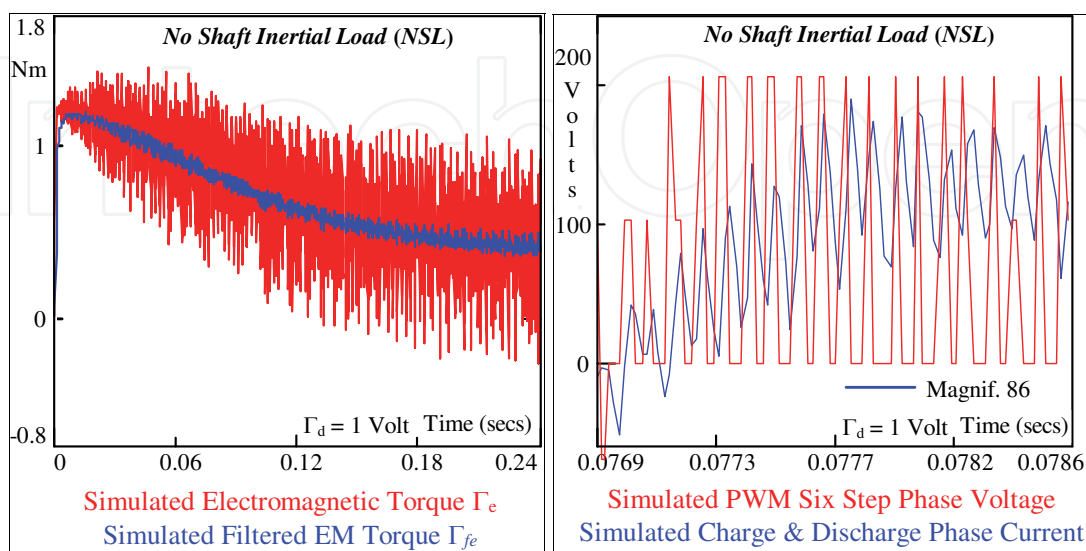 1.8
No Shaft Inertial Load (NSL)
Nm
1
0
-0.8
Γd = 1 Volt Time (secs)
0 0.06 0.12 0.18 0.24
Simulated Electromagnetic Torque Γe
Simulated Filtered EM Torque Γfe
No Shaft Inertial Load (NSL)
200
Volts
100
0
Magnif. 86
Γd = 1 Volt Time (secs)
0.0769 0.0773 0.0777 0.0782 0.0786
Simulated PWM Six Step Phase Voltage
Simulated Charge & Discharge Phase Current